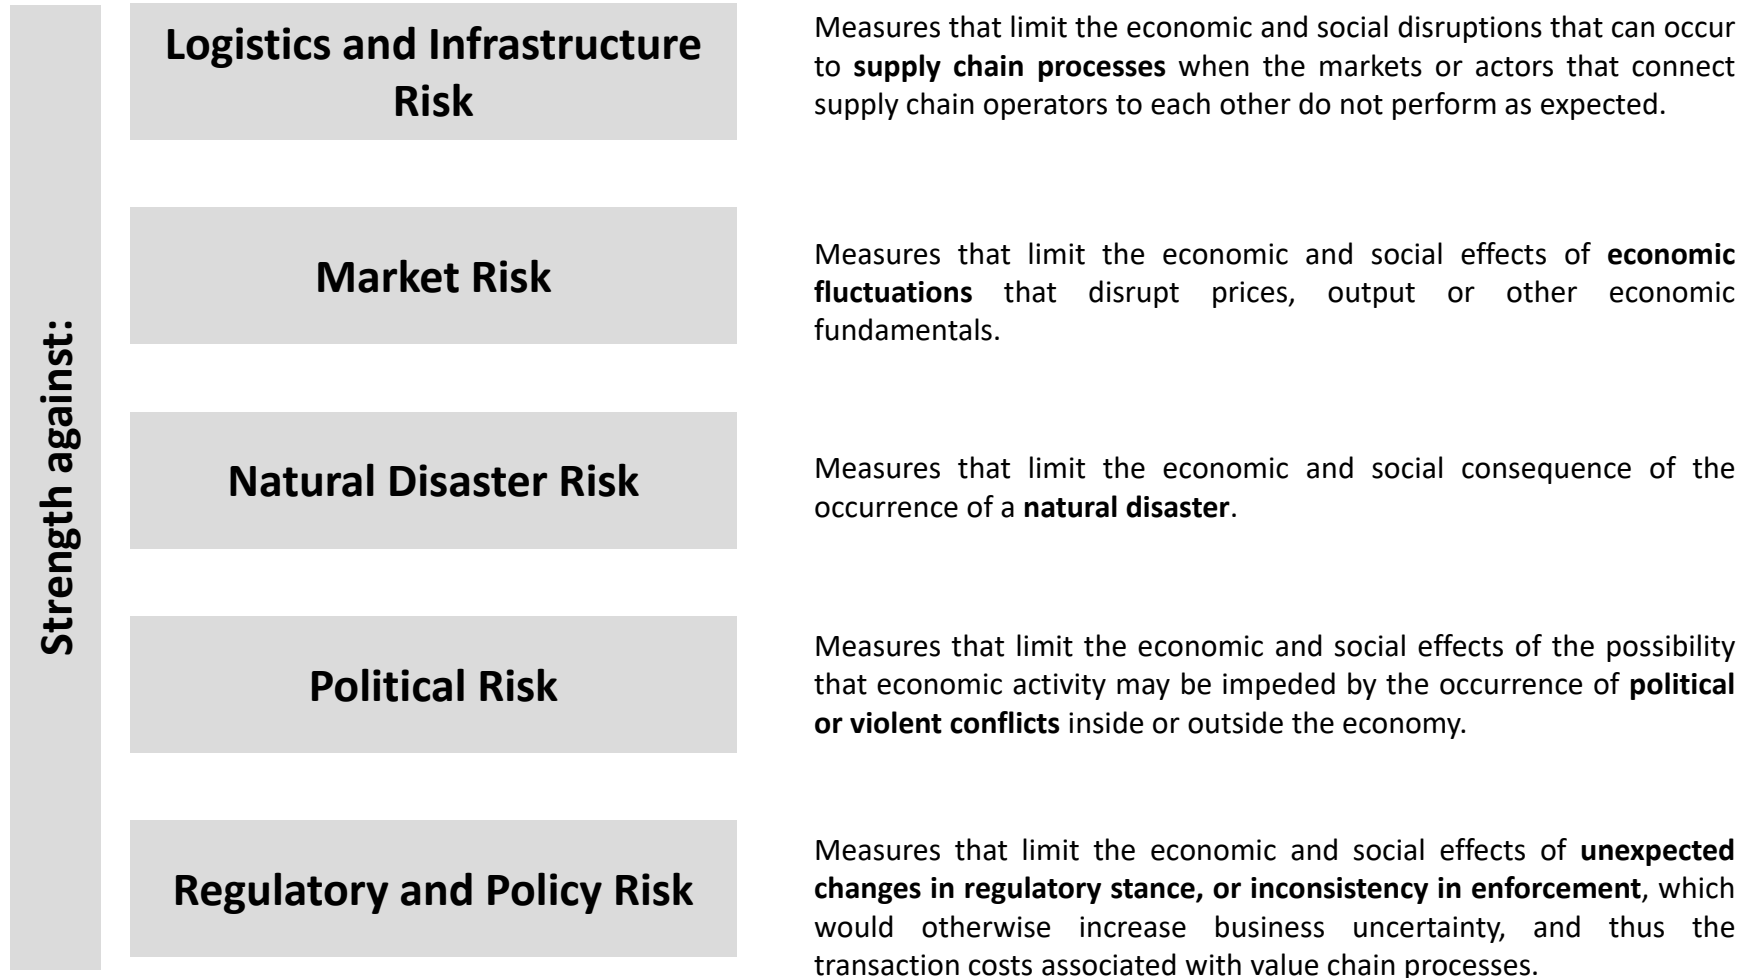 Strength against:
Logistics and Infrastructure
Risk
Measures that limit the economic and social disruptions that can occur
to supply chain processes when the markets or actors that connect
supply chain operators to each other do not perform as expected.
Market Risk
Measures that limit the economic and social effects of economic
fluctuations that disrupt prices, output or other economic
fundamentals.
Natural Disaster Risk
Measures that limit the economic and social consequence of the
occurrence of a natural disaster.
Political Risk
Measures that limit the economic and social effects of the possibility
that economic activity may be impeded by the occurrence of political
or violent conflicts inside or outside the economy.
Regulatory and Policy Risk
Measures that limit the economic and social effects of unexpected
changes in regulatory stance, or inconsistency in enforcement, which
would otherwise increase business uncertainty, and thus the
transaction costs associated with value chain processes.